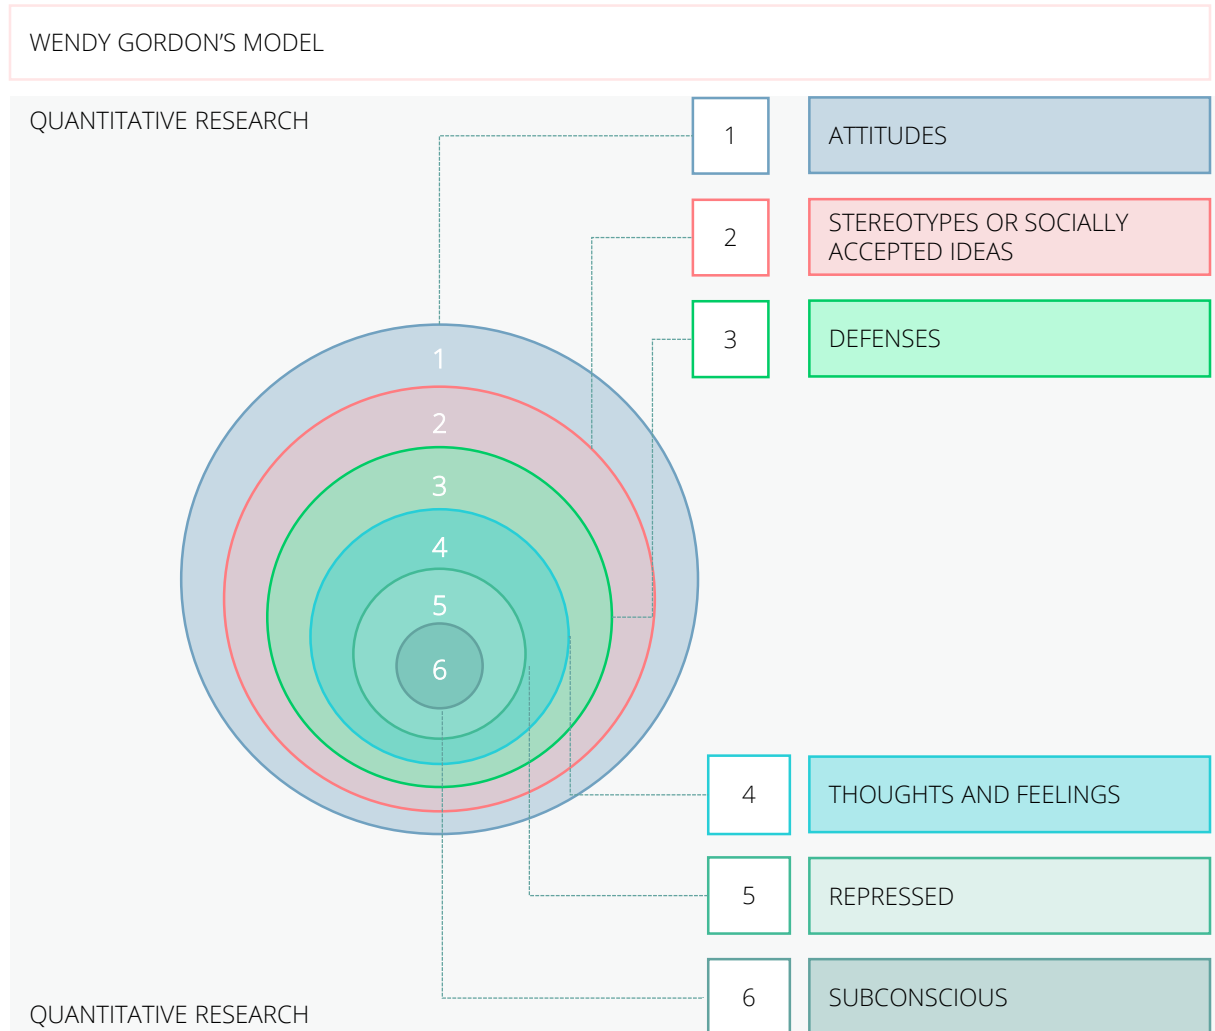 WENDY GORDON’S MODEL
QUANTITATIVE RESEARCH
1
ATTITUDES
2
STEREOTYPES OR SOCIALLY
ACCEPTED IDEAS
3
DEFENSES
1
2
3
4
5
6
4
THOUGHTS AND FEELINGS
5
REPRESSED
6
SUBCONSCIOUS
QUANTITATIVE RESEARCH